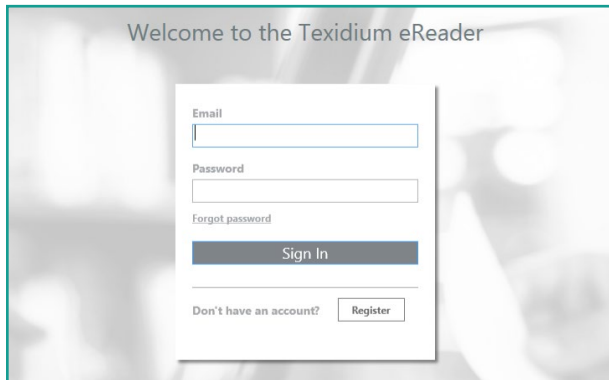 Welcome to the Texidium eReader
Email
Password
Forgot password
Sign In
Don't have an account? Register